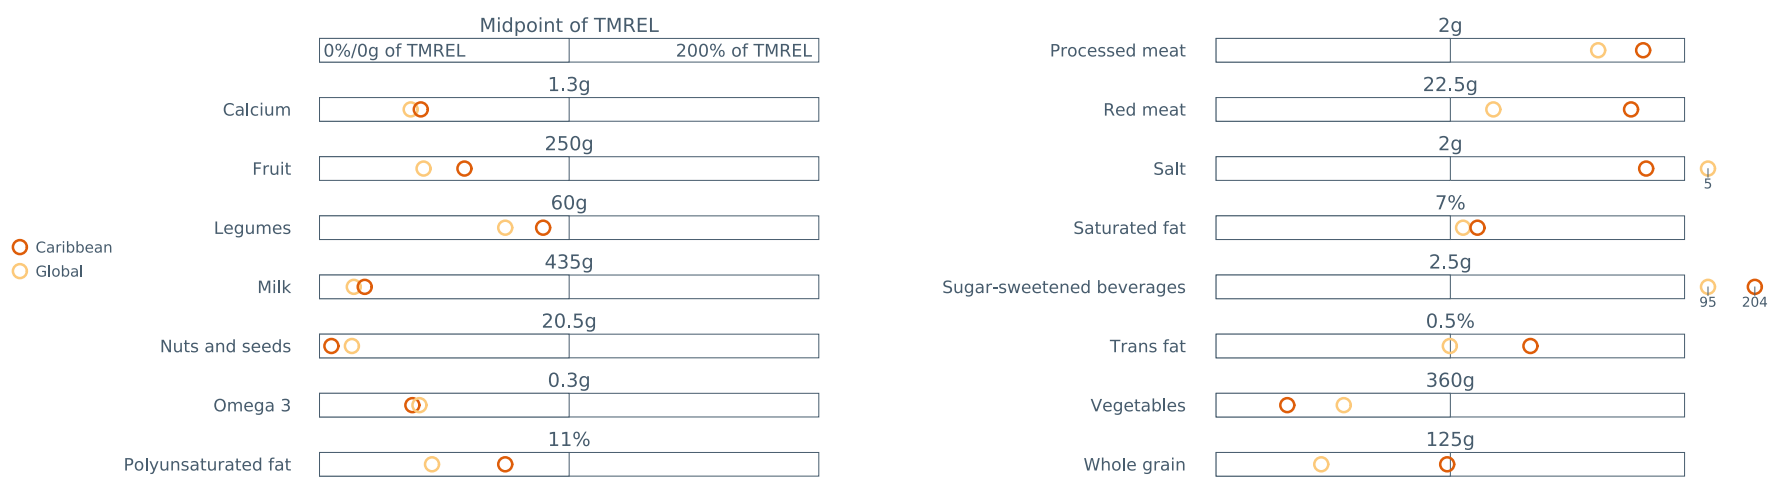 Midpoint of TMREL
0%/0g of TMREL 200% of TMREL
1.3g
Calcium
250g
Fruit
60g
Legumes
435g
Milk
20.5g
Nuts and seeds
0.3g
Omega 3
11%
Polyunsaturated fat
Caribbean
Global
2g
Processed meat
22.5g
Red meat
2g
Salt
5
7%
Saturated fat
2.5g
Sugar-sweetened beverages
95 204
0.5%
Trans fat
360g
Vegetables
125g
Whole grain